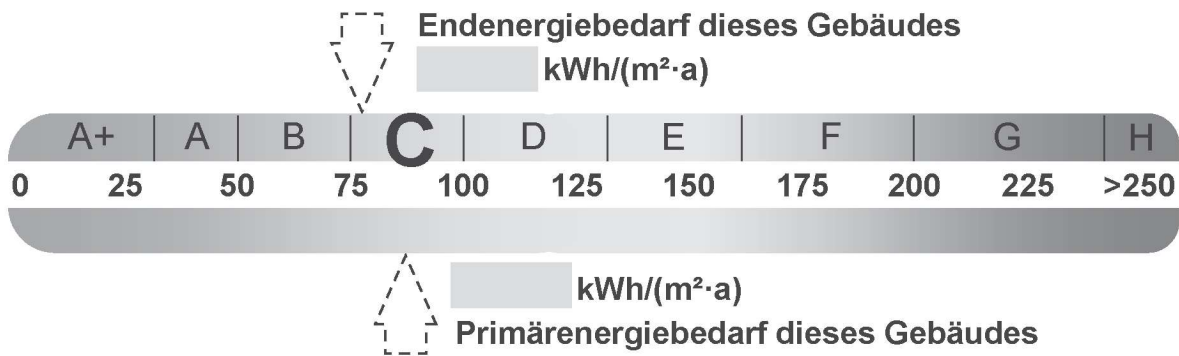 Endenergiebedarf dieses Gebäudes
kWh/(m²·a)
A+ A B C D E F G H
0 25 50 75 100 125 150 175 200 225 >250
kWh/(m²·a)
Primärenergiebedarf dieses Gebäudes